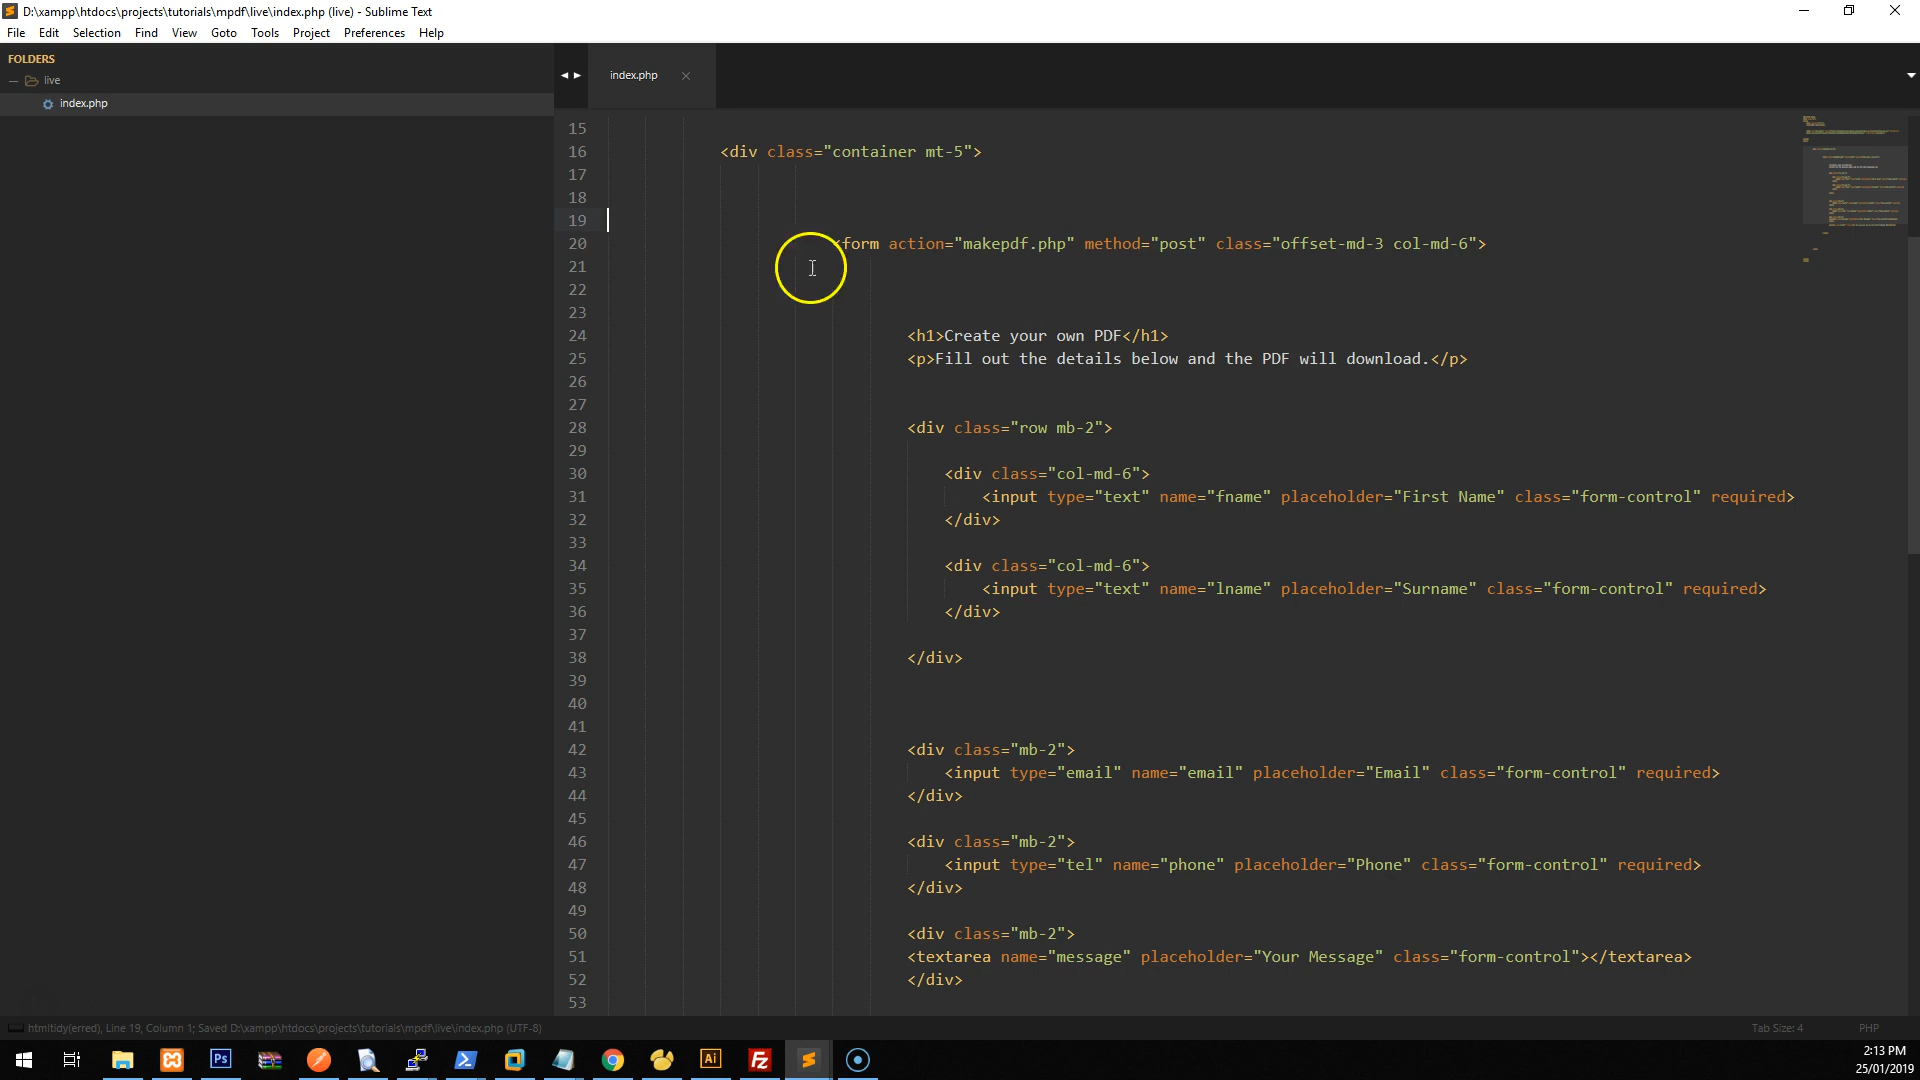 D:\xampp\htdocs\projects\tutorials\mpdf\live\index.php (live) - Sublime Text
File Edit Selection Find View Goto Tools Project Preferences Help
FOLDERS
live
index.php
index.php
15
16 <div class="container mt-5">
17
18
19
20 <form action="makepdf.php" method="post" class="offset-md-3 col-md-6">
21
22
23
24 <h1>Create your own PDF</h1>
25 <p>Fill out the details below and the PDF will download.</p>
26
27
28 <div class="row mb-2">
29
30 <div class="col-md-6">
31 <input type="text" name="fname" placeholder="First Name" class="form-control" required>
32 </div>
33
34 <div class="col-md-6">
35 <input type="text" name="lname" placeholder="Surname" class="form-control" required>
36 </div>
37
38 </div>
39
40
41
42 <div class="mb-2">
43 <input type="email" name="email" placeholder="Email" class="form-control" required>
44 </div>
45
46 <div class="mb-2">
47 <input type="tel" name="phone" placeholder="Phone" class="form-control" required>
48 </div>
49
50 <div class="mb-2">
51 <textarea name="message" placeholder="Your Message" class="form-control"></textarea>
52 </div>
53
htmltidy(erred), Line 19, Column 1; Saved D:\xampp\htdocs\projects\tutorials\mpdf\live\index.php (UTF-8)
Tab Size: 4 PHP
Ps
Ai
Fz
2:13 PM
25/01/2019